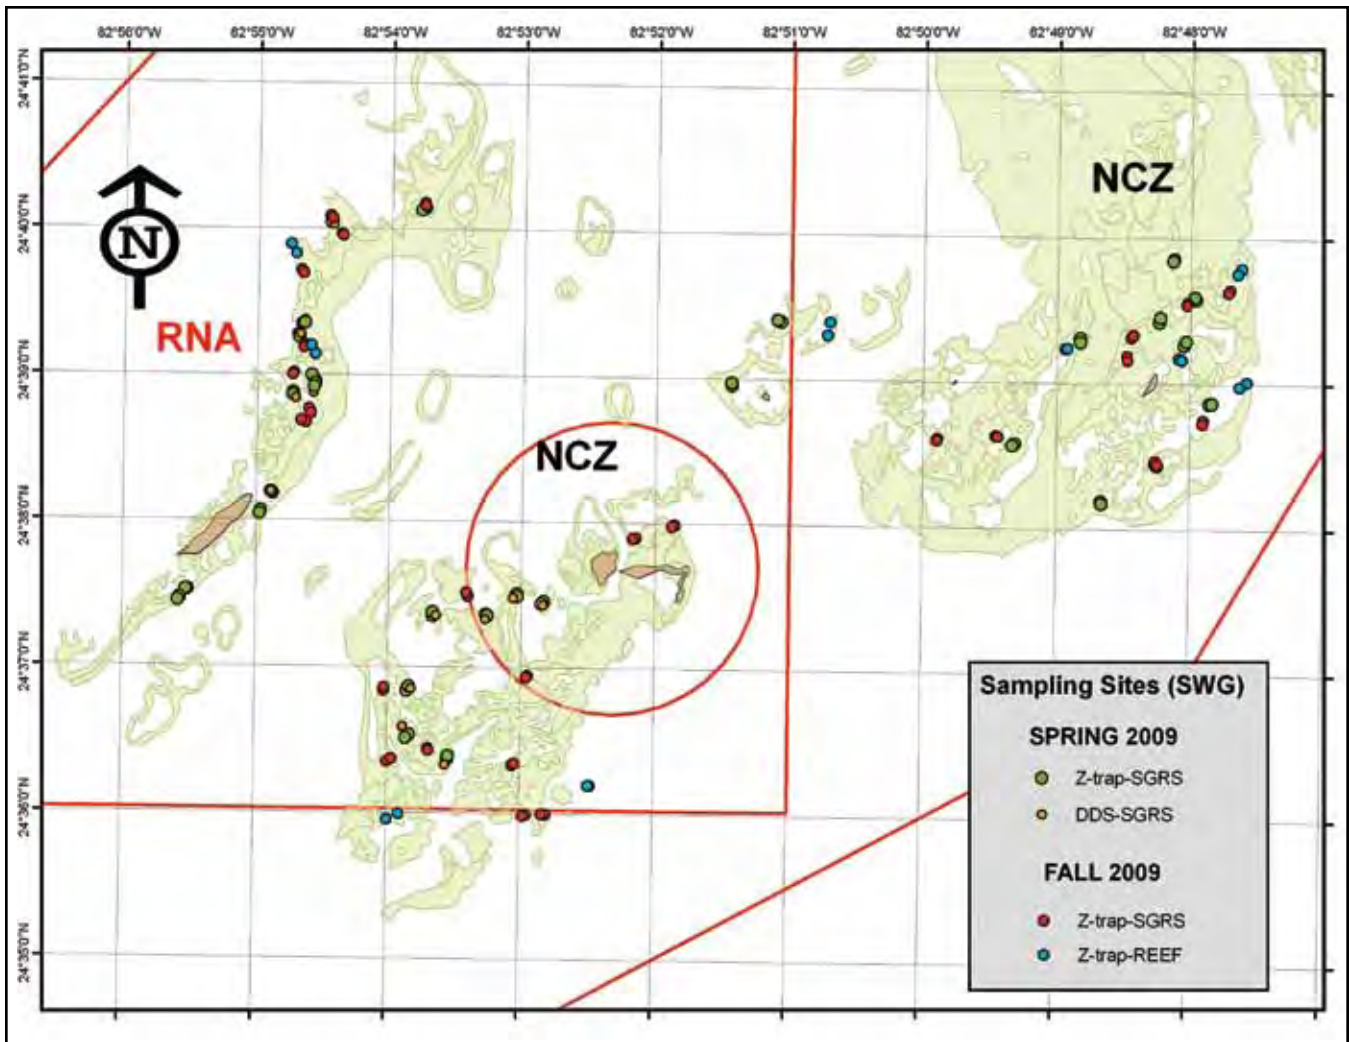 82°56'0"W 82°55'0"W 82°54'0"W 82°53'0"W 82°52'0"W 82°51'0"W 82°50'0"W 82°49'0"W 82°48'0"W
24°41'0"N
NCZ
24°40'0"N
N
RNA
24°39'0"N
NCZ
24°38'0"N
24°37'0"N
Sampling Sites (SWG)
SPRING 2009
Z-trap-SGRS
24°36'0"N
DDS-SGRS
FALL 2009
Z-trap-SGRS
24°35'0"N
Z-trap-REEF